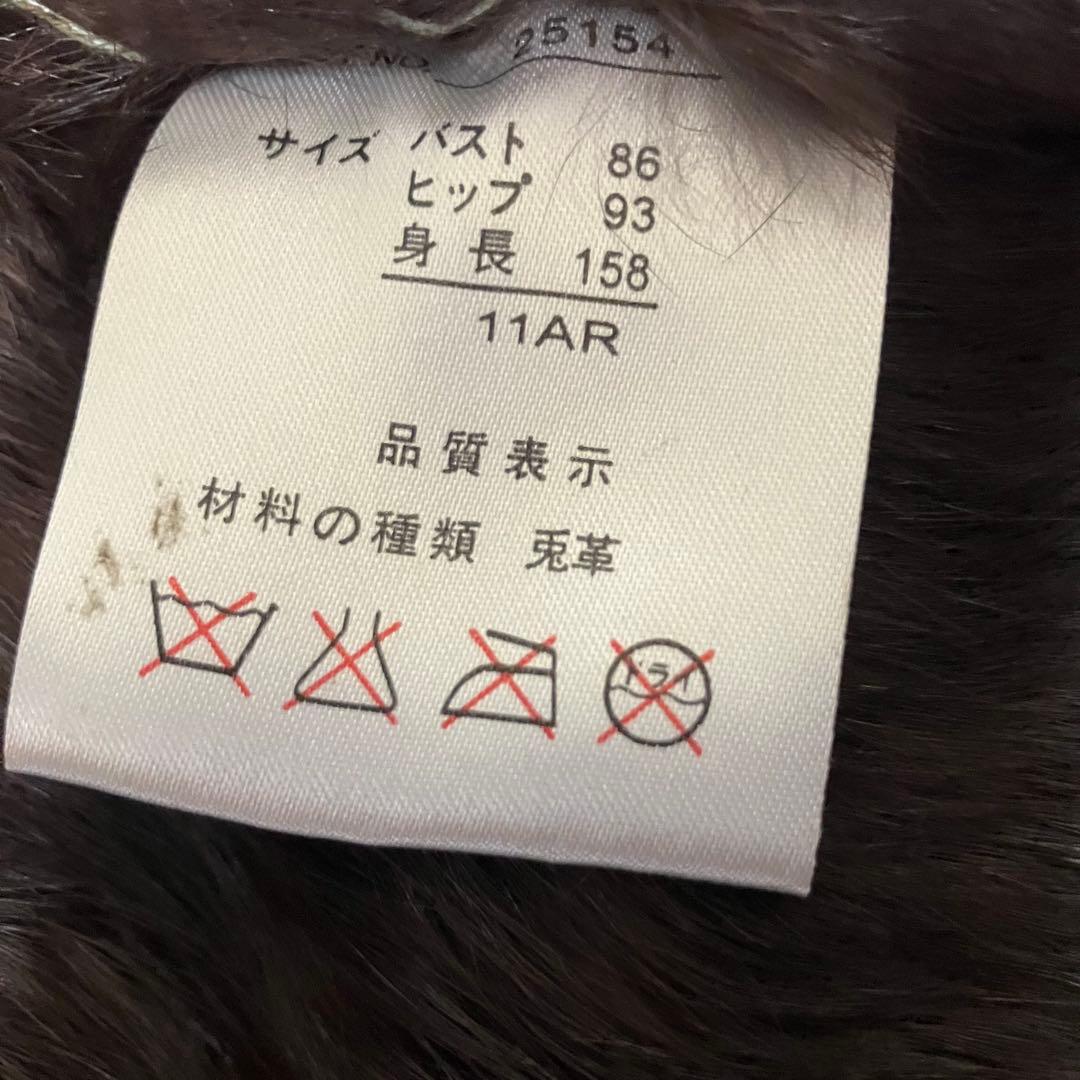 NO 25154
サイズ バスト 86
ヒップ 93
身長 158
11AR
品質表示
材料の種類 兎革
ドライ